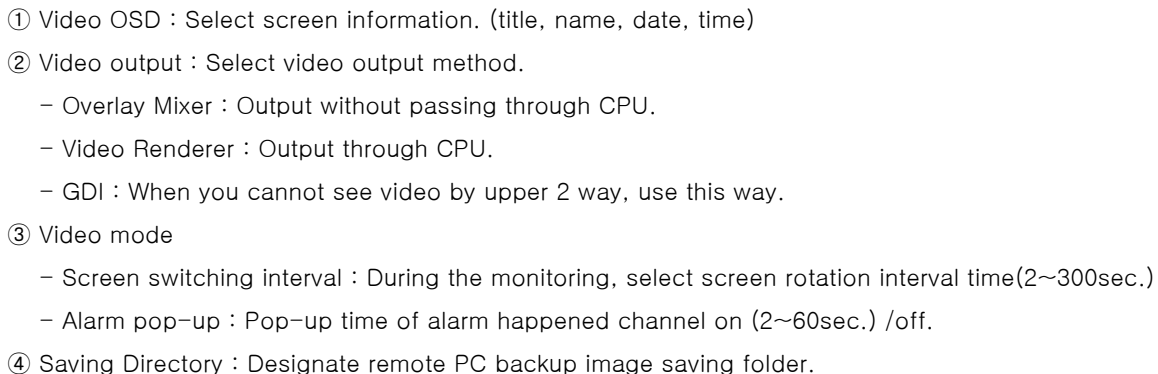 ① Video OSD : Select screen information. (title, name, date, time)
② Video output : Select video output method.
- Overlay Mixer : Output without passing through CPU.
- Video Renderer : Output through CPU.
- GDI : When you cannot see video by upper 2 way, use this way.
③ Video mode
- Screen switching interval : During the monitoring, select screen rotation interval time(2~300sec.)
- Alarm pop-up : Pop-up time of alarm happened channel on (2~60sec.) /off.
④ Saving Directory : Designate remote PC backup image saving folder.